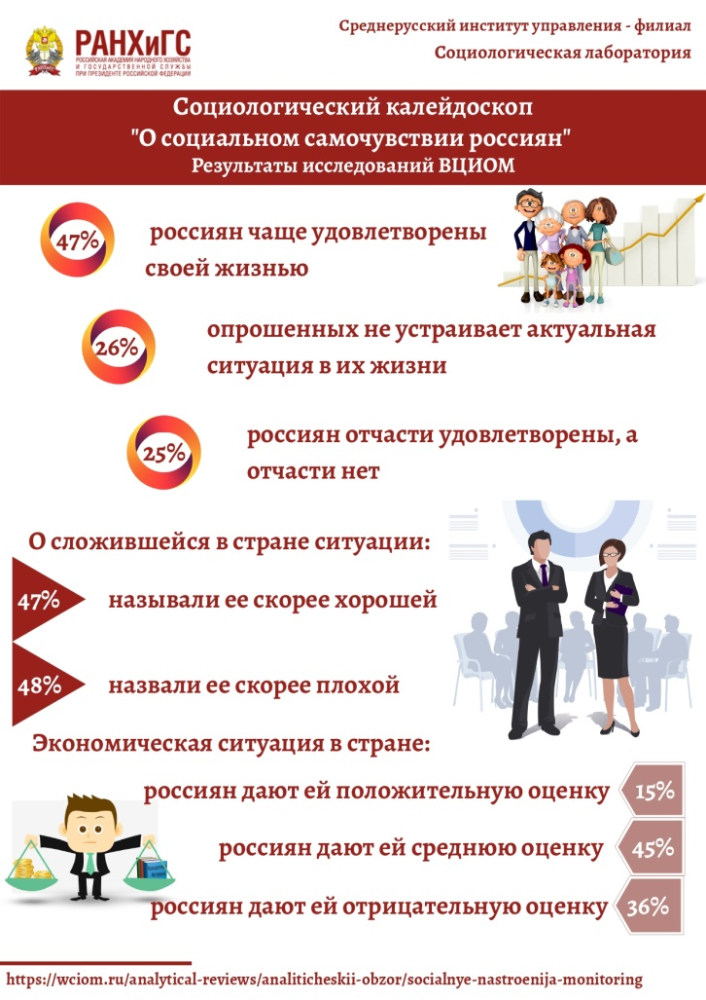 РАНХиГС
РОССИЙСКАЯ АКАДЕМИЯ НАРОДНОГО ХОЗЯЙСТВА
И ГОСУДАРСТВЕННОЙ СЛУЖБЫ
ПРИ ПРЕЗИДЕНТЕ РОССИЙСКОЙ ФЕДЕРАЦИИ
РАНХиГС
Среднерусский институт управления - филиал
Социологическая лаборатория
Социологический калейдоскоп
"О социальном самочувствии россиян"
Результаты исследований ВЦИОМ
47%
россиян чаще удовлетворены
своей жизнью
26%
опрошенных не устраивает актуальная
ситуация в их жизни
25%
россиян отчасти удовлетворены, а
отчасти нет
О сложившейся в стране ситуации:
47%
называли ее скорее хорошей
48%
назвали ее скорее плохой
Экономическая ситуация в стране:
россиян дают ей положительную оценку
15%
россиян дают ей среднюю оценку
45%
россиян дают ей отрицательную оценку
36%
https://wciom.ru/analytical-reviews/analiticheskii-obzor/socialnye-nastroenija-monitoring